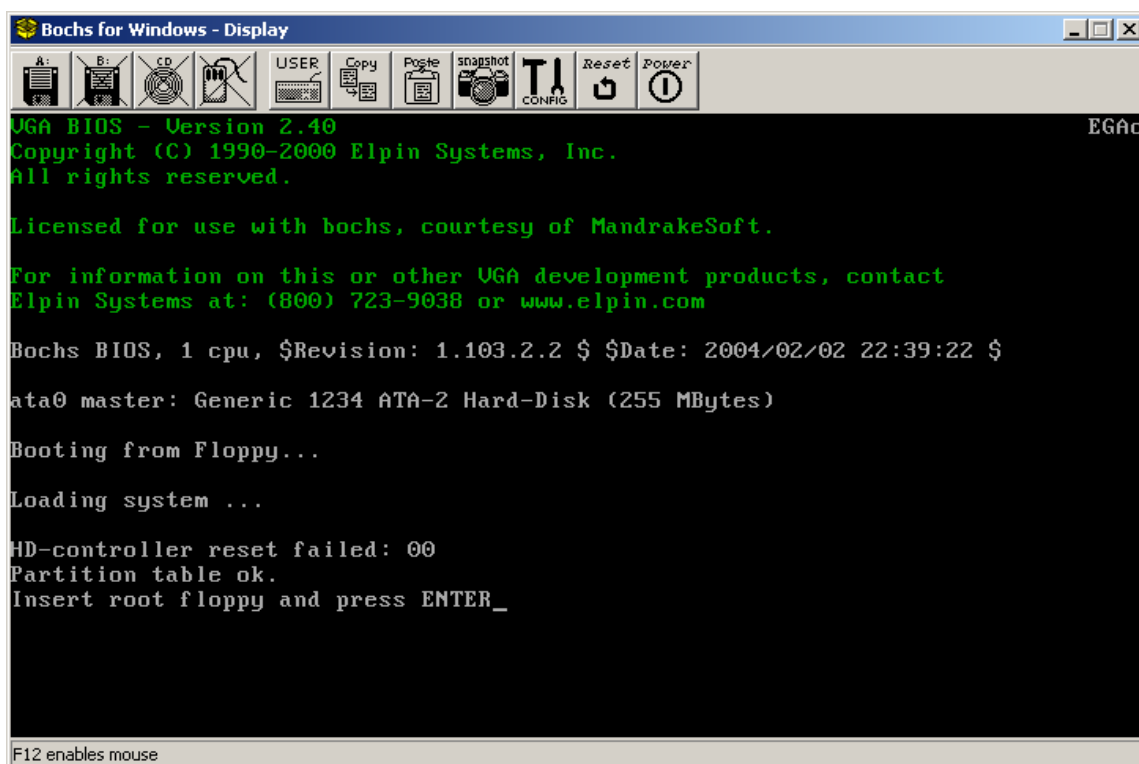 Bochs for Windows - Display
A: B: CD USER Copy Paste snapshot CONFIG Reset Power
VGA BIOS - Version 2.40 EGAc
Copyright (C) 1990-2000 Elpin Systems, Inc.
All rights reserved.
Licensed for use with bochs, courtesy of MandrakeSoft.
For information on this or other VGA development products, contact
Elpin Systems at: (800) 723-9038 or www.elpin.com
Bochs BIOS, 1 cpu, $Revision: 1.103.2.2 $ $Date: 2004/02/02 22:39:22 $
ata0 master: Generic 1234 ATA-2 Hard-Disk (255 MBytes)
Booting from Floppy...
Loading system ...
HD-controller reset failed: 00
Partition table ok.
Insert root floppy and press ENTER_
F12 enables mouse